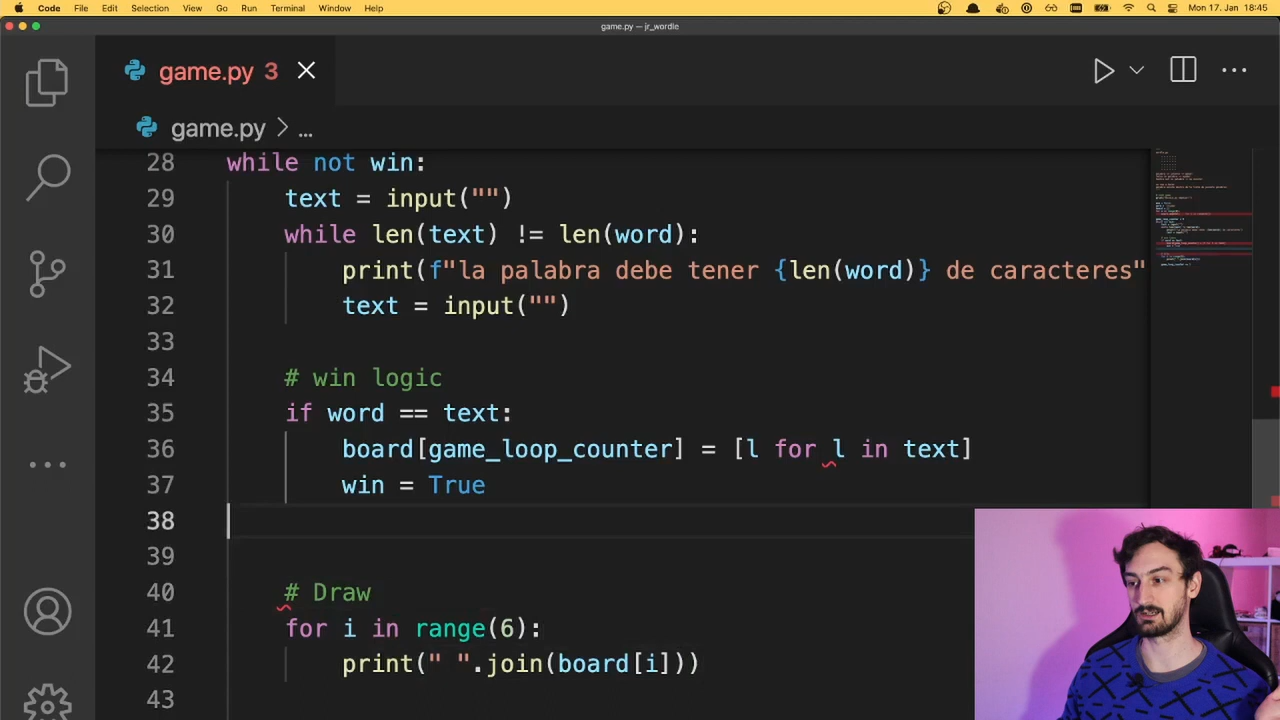 Code File Edit Selection View Go Run Terminal Window Help Mon 17. Jan 18:45
game.py — jr_wordle
game.py 3
game.py > ...
28 while not win:
29 text = input("")
30 while len(text) != len(word):
31 print(f"l palabra debe tener {len(word)} de caracteres"
32 text = input("")
33
34 # win logic
35 if word == text:
36 board[game_loop_counter] = [l for l in text]
37 win = True
38
39
40 # Draw
41 for i in range(6):
42 print(" ".join(board[i]))
43